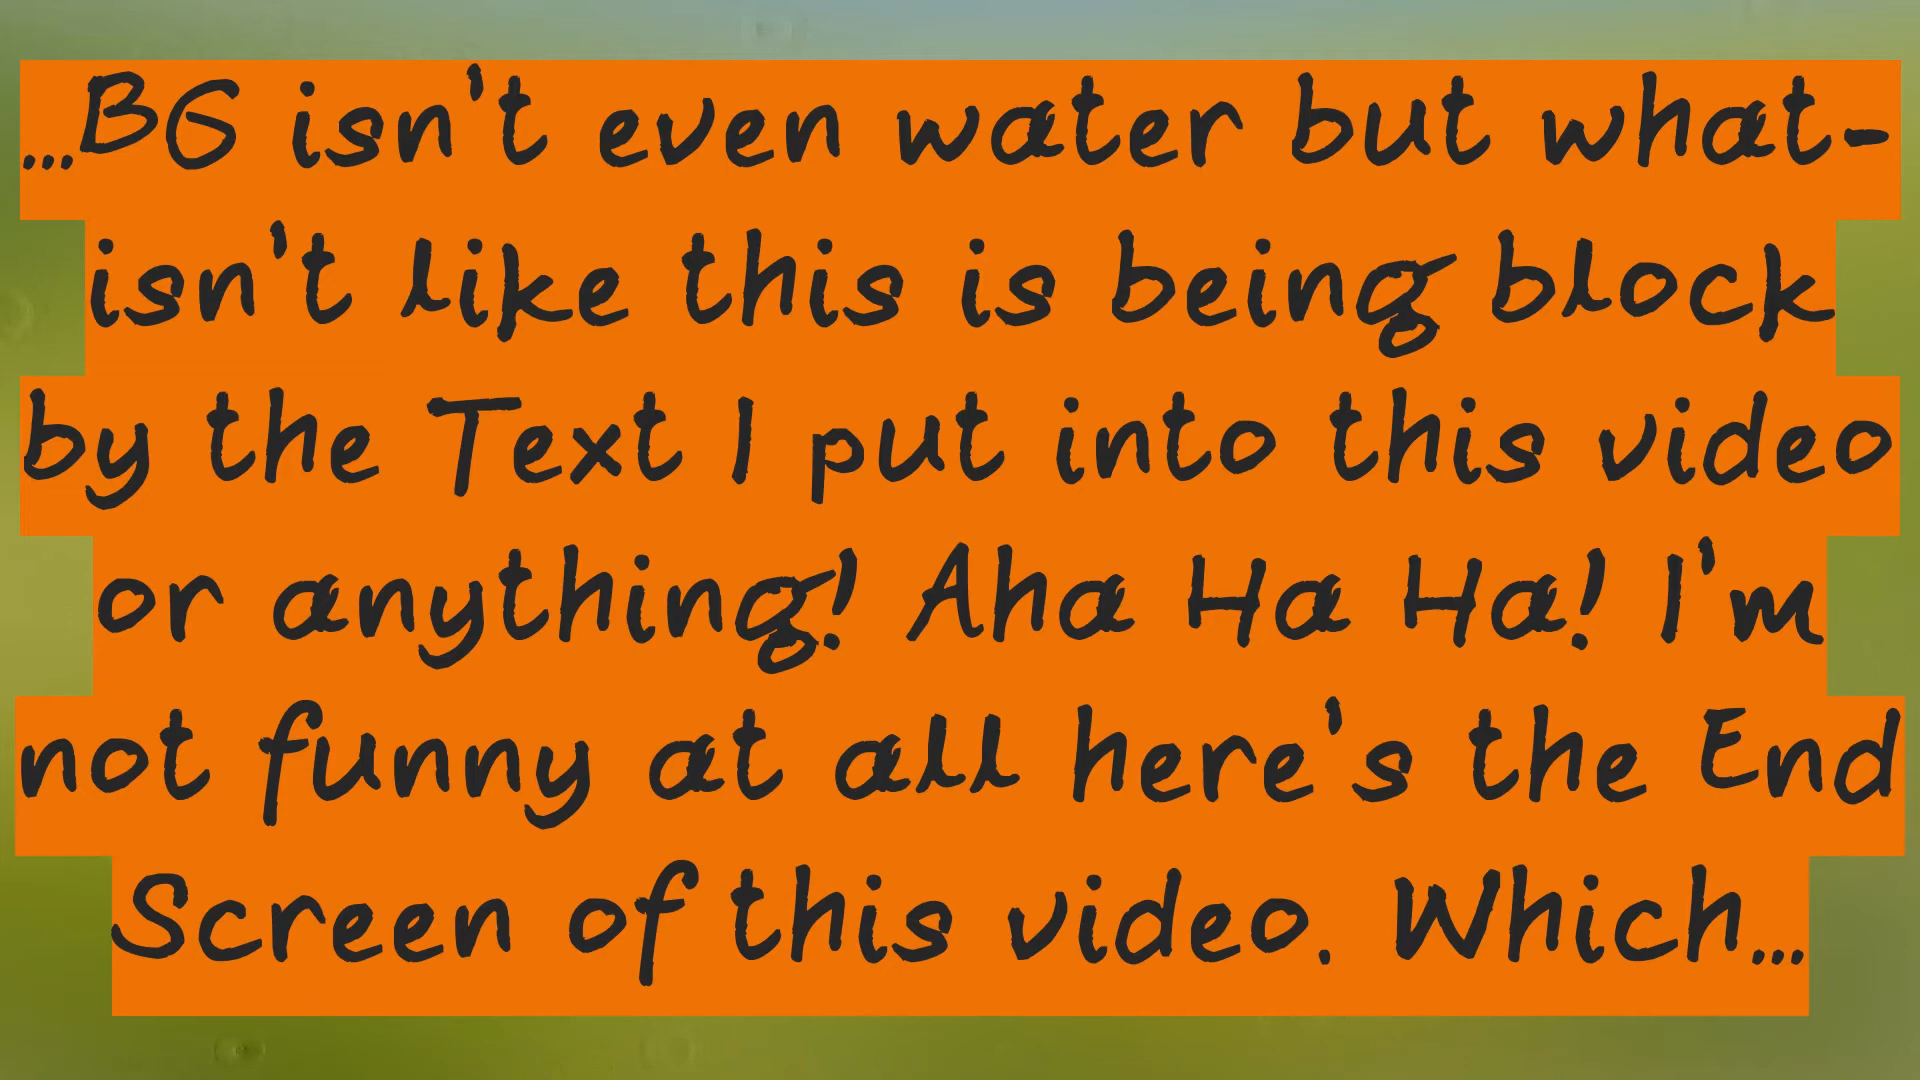 ...BG isn't even water but what-
isn't like this is being block
by the Text I put into this video
or anything! Aha Ha Ha! I'm
not funny at all here's the End
Screen of this video. Which...